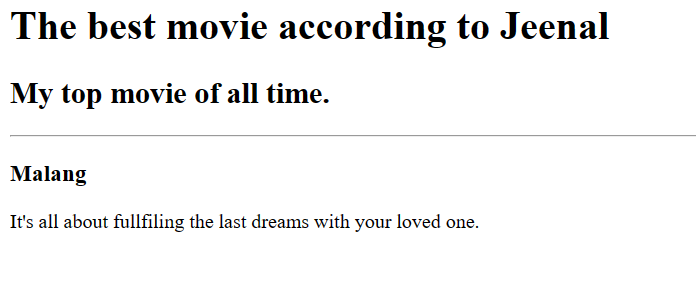 The best movie according to Jeenal
My top movie of all time.
Malang
It's all about fullfiling the last dreams with your loved one.